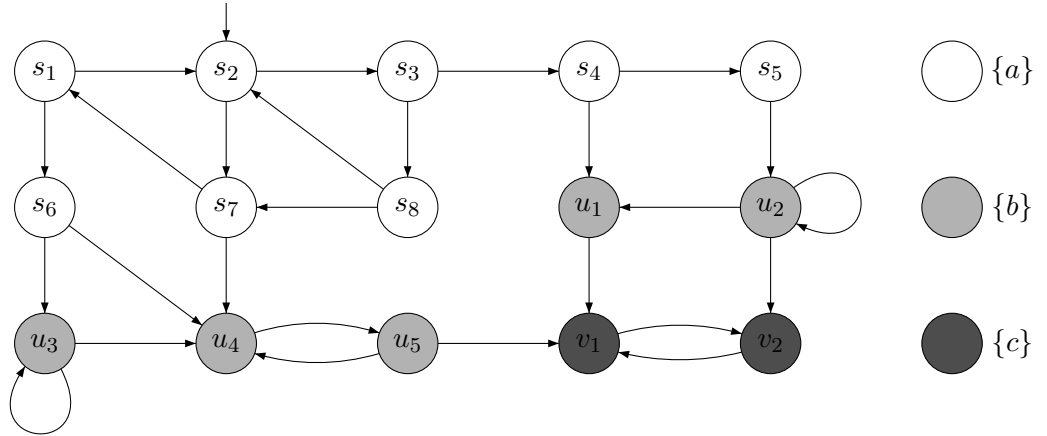 s1 s2 s3 s4 s5 {a}
s6 s7 s8 u1 u2 {b}
u3 u4 u5 v1 v2 {c}